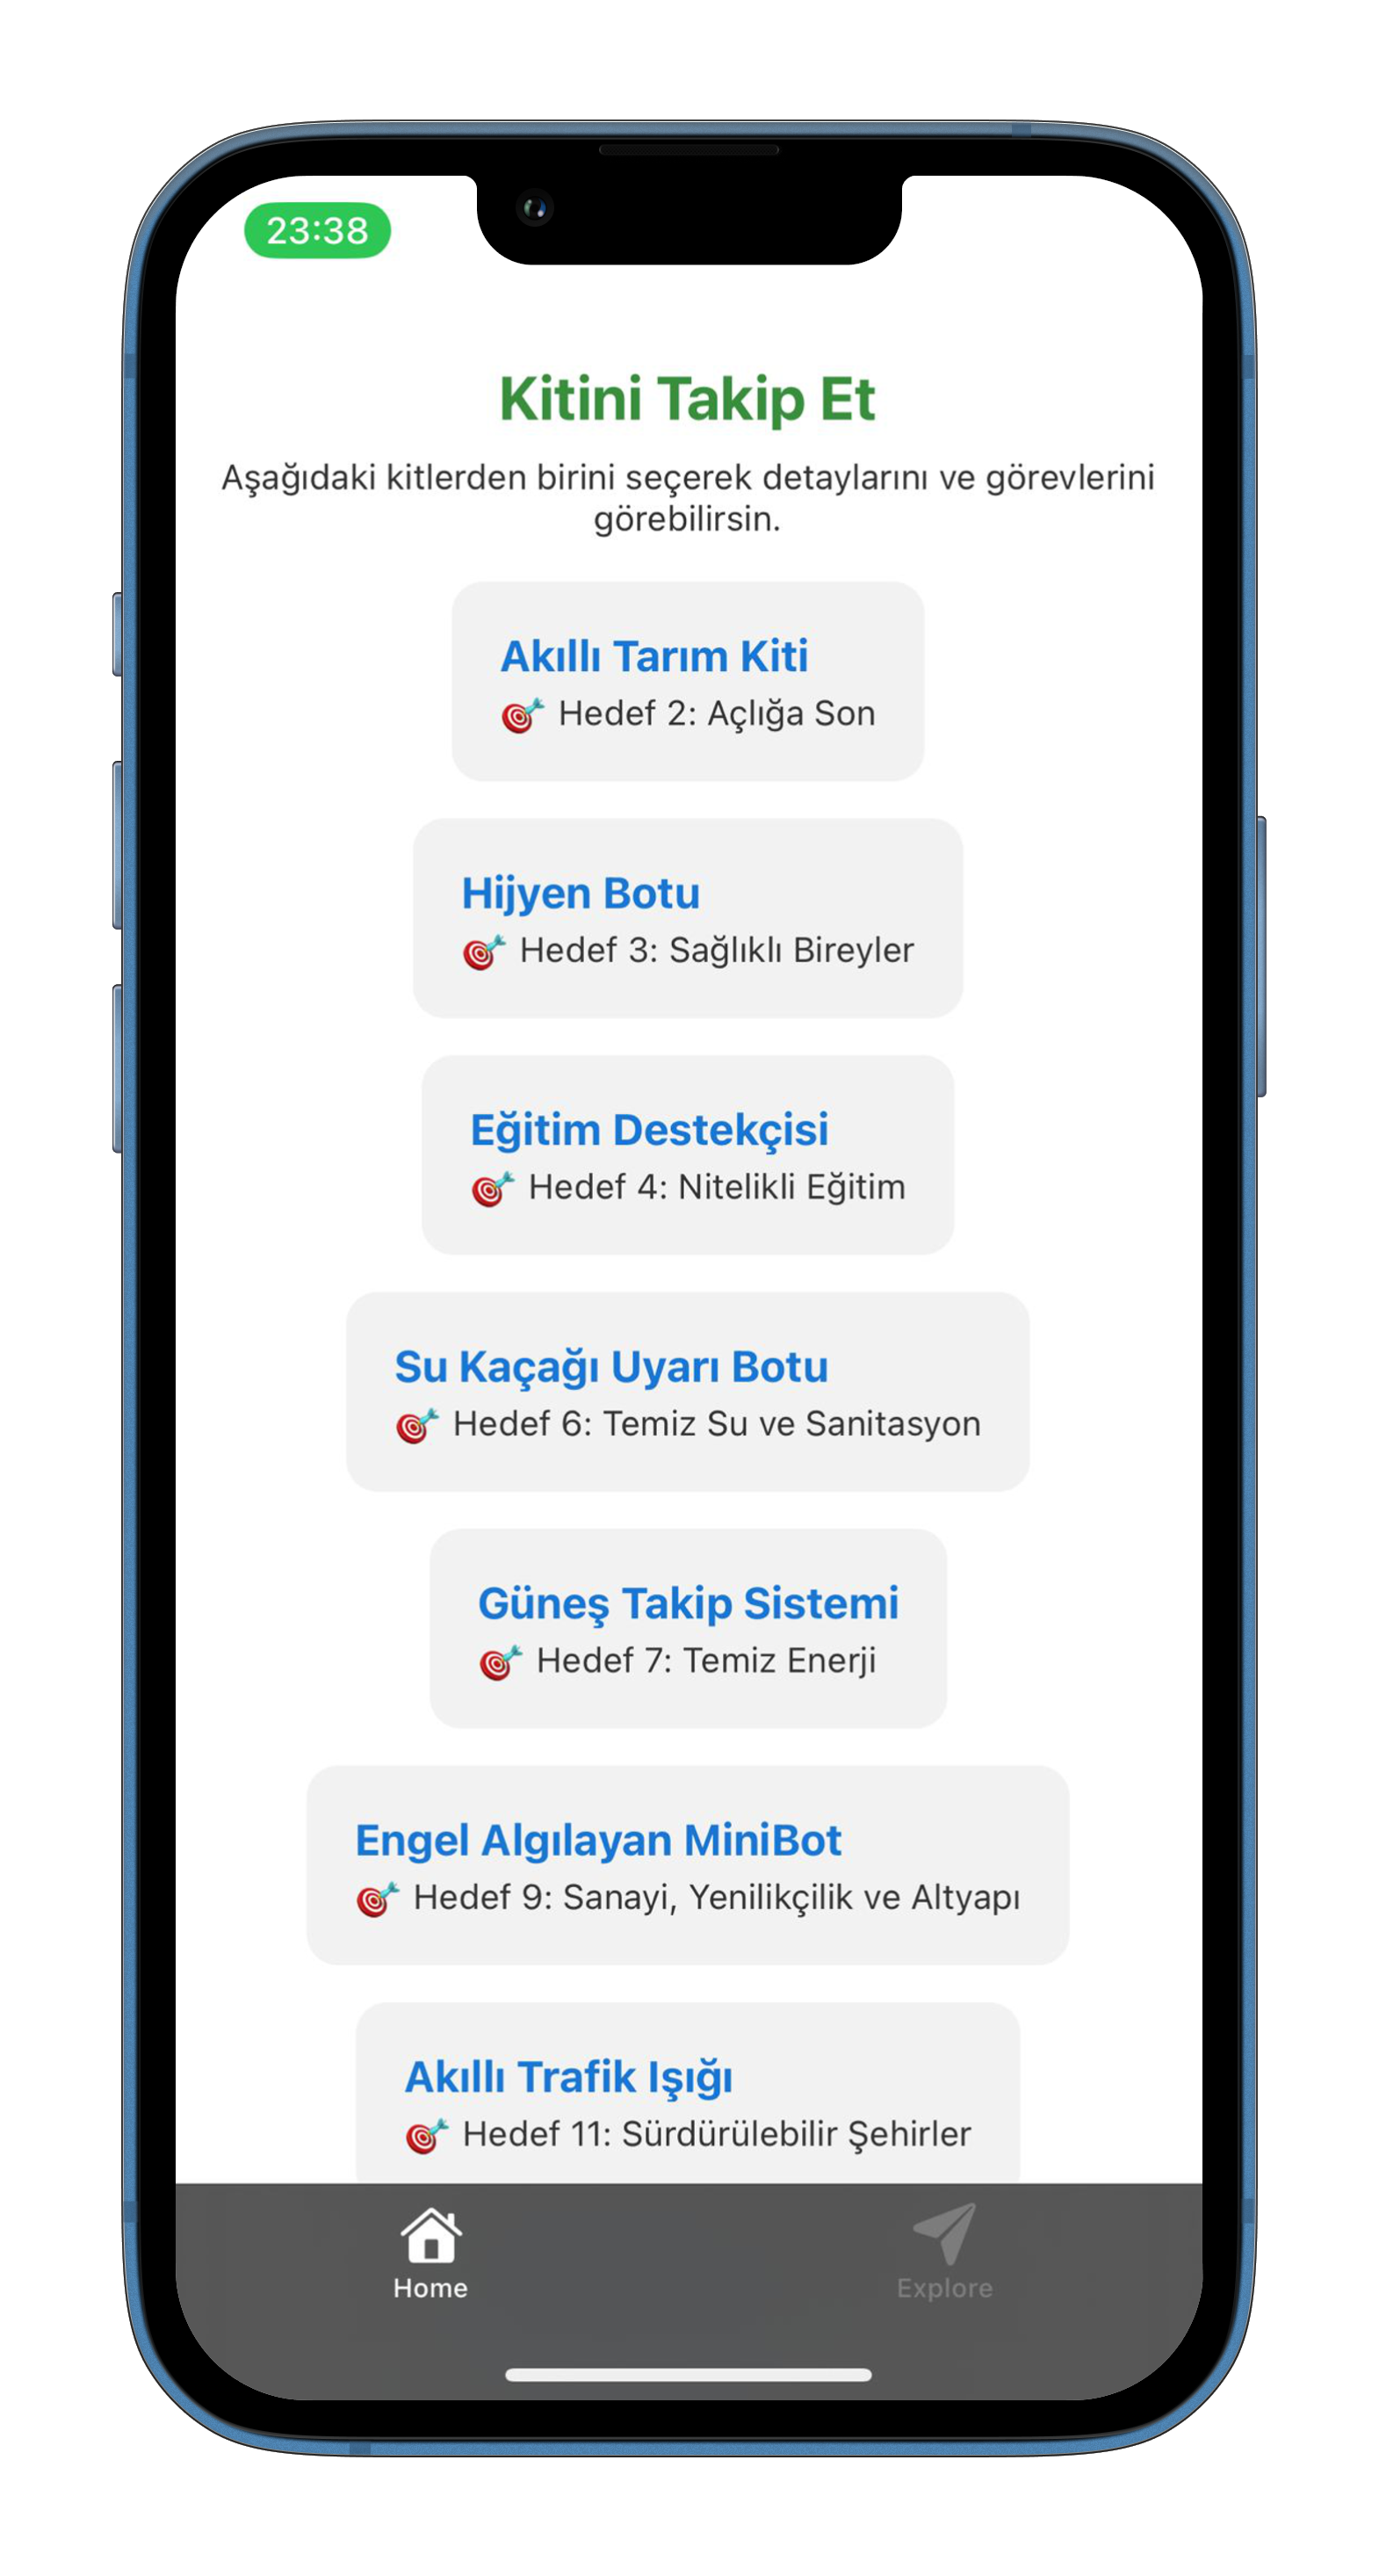 23:38
Kitini Takip Et
Aşağıdaki kitlerden birini seçerek detaylarını ve görevlerini
görebilirsin.
Akıllı Tarım Kiti
🎯 Hedef 2: Açlığa Son
Hijyen Botu
🎯 Hedef 3: Sağlıklı Bireyler
Eğitim Destekçisi
🎯 Hedef 4: Nitelikli Eğitim
Su Kaçağı Uyarı Botu
🎯 Hedef 6: Temiz Su ve Sanitasyon
Güneş Takip Sistemi
🎯 Hedef 7: Temiz Enerji
Engel Algılayan MiniBot
🎯 Hedef 9: Sanayi, Yenilikçilik ve Altyapı
Akıllı Trafik Işığı
🎯 Hedef 11: Sürdürülebilir Şehirler
Home
Explore